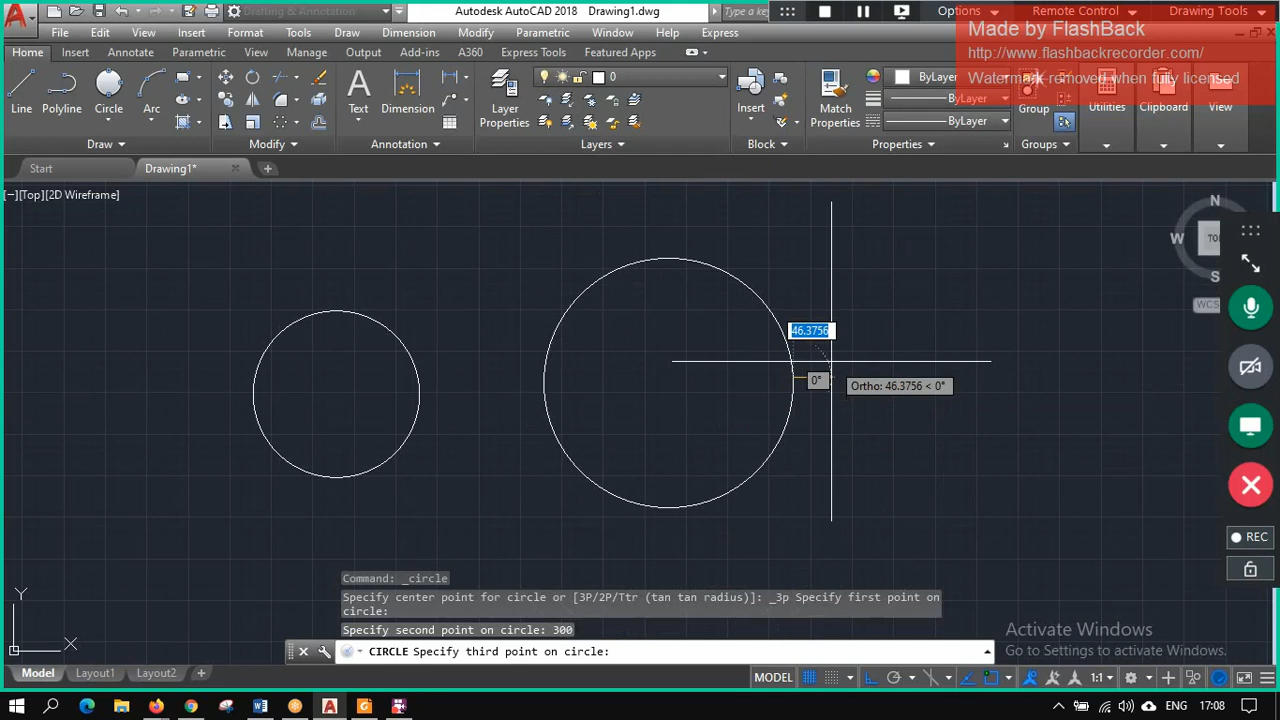 Drafting & Annotation
Autodesk AutoCAD 2018 Drawing1.dwg
Type a key
Options
Remote Control
Drawing Tools
File Edit View Insert Format Tools Draw Dimension Modify Parametric Window Help Express
Made by FlashBack
http://www.flashbackrecorder.com/
Watermark removed when fully licensed
Home Insert Annotate Parametric View Manage Output Add-ins A360 Express Tools Featured Apps
0
ByLayer
ByLayer
ByLayer
Line Polyline Circle Arc
Text Dimension
Layer Properties
Insert
Match Properties
Group Utilities Clipboard View
Draw Modify Annotation Layers Block Properties Groups
Start Drawing1*
[−][Top][2D Wireframe]
N
W
TO
S
WCS
46.3756
0°
Ortho: 46.3756 < 0°
REC
Command: _circle
Specify center point for circle or [3P/2P/Ttr (tan tan radius)]: _3p Specify first point on
circle:
Specify second point on circle: 300
CIRCLE Specify third point on circle:
Y
X
Activate Windows
Go to Settings to activate Windows.
Model Layout1 Layout2
MODEL
1:1
ENG 17:08